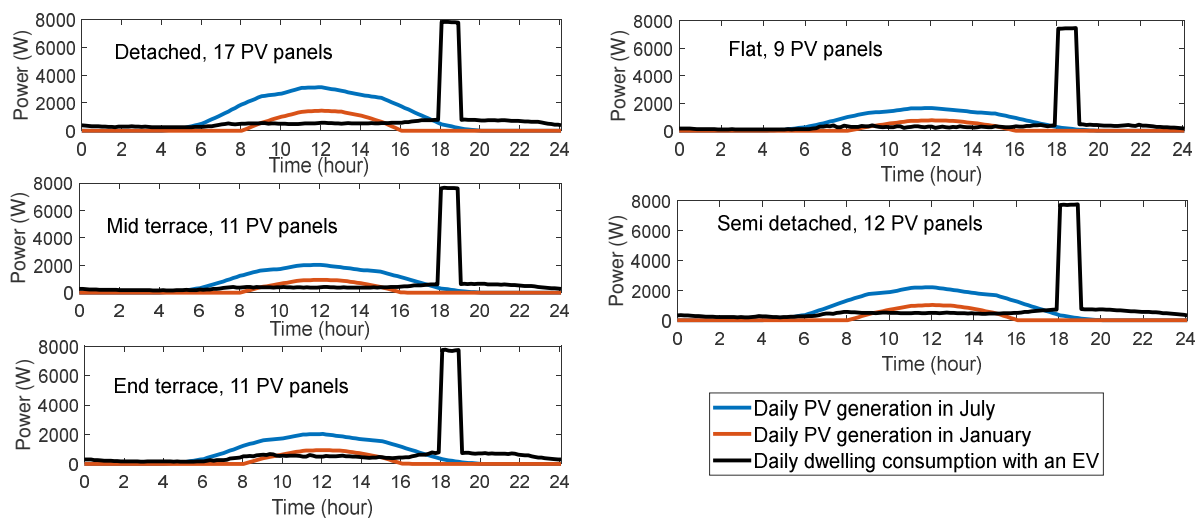 Power (W)
8000
6000
4000
2000
0
Detached, 17 PV panels
0 2 4 6 8 10 12 14 16 18 20 22 24
Time (hour)
Power (W)
8000
6000
4000
2000
0
Mid terrace, 11 PV panels
0 2 4 6 8 10 12 14 16 18 20 22 24
Time (hour)
Power (W)
8000
6000
4000
2000
0
End terrace, 11 PV panels
0 2 4 6 8 10 12 14 16 18 20 22 24
Time (hour)
Power (W)
8000
6000
4000
2000
0
Flat, 9 PV panels
0 2 4 6 8 10 12 14 16 18 20 22 24
Time (hour)
Power (W)
8000
6000
4000
2000
0
Semi detached, 12 PV panels
0 2 4 6 8 10 12 14 16 18 20 22 24
Time (hour)
Daily PV generation in July
Daily PV generation in January
Daily dwelling consumption with an EV